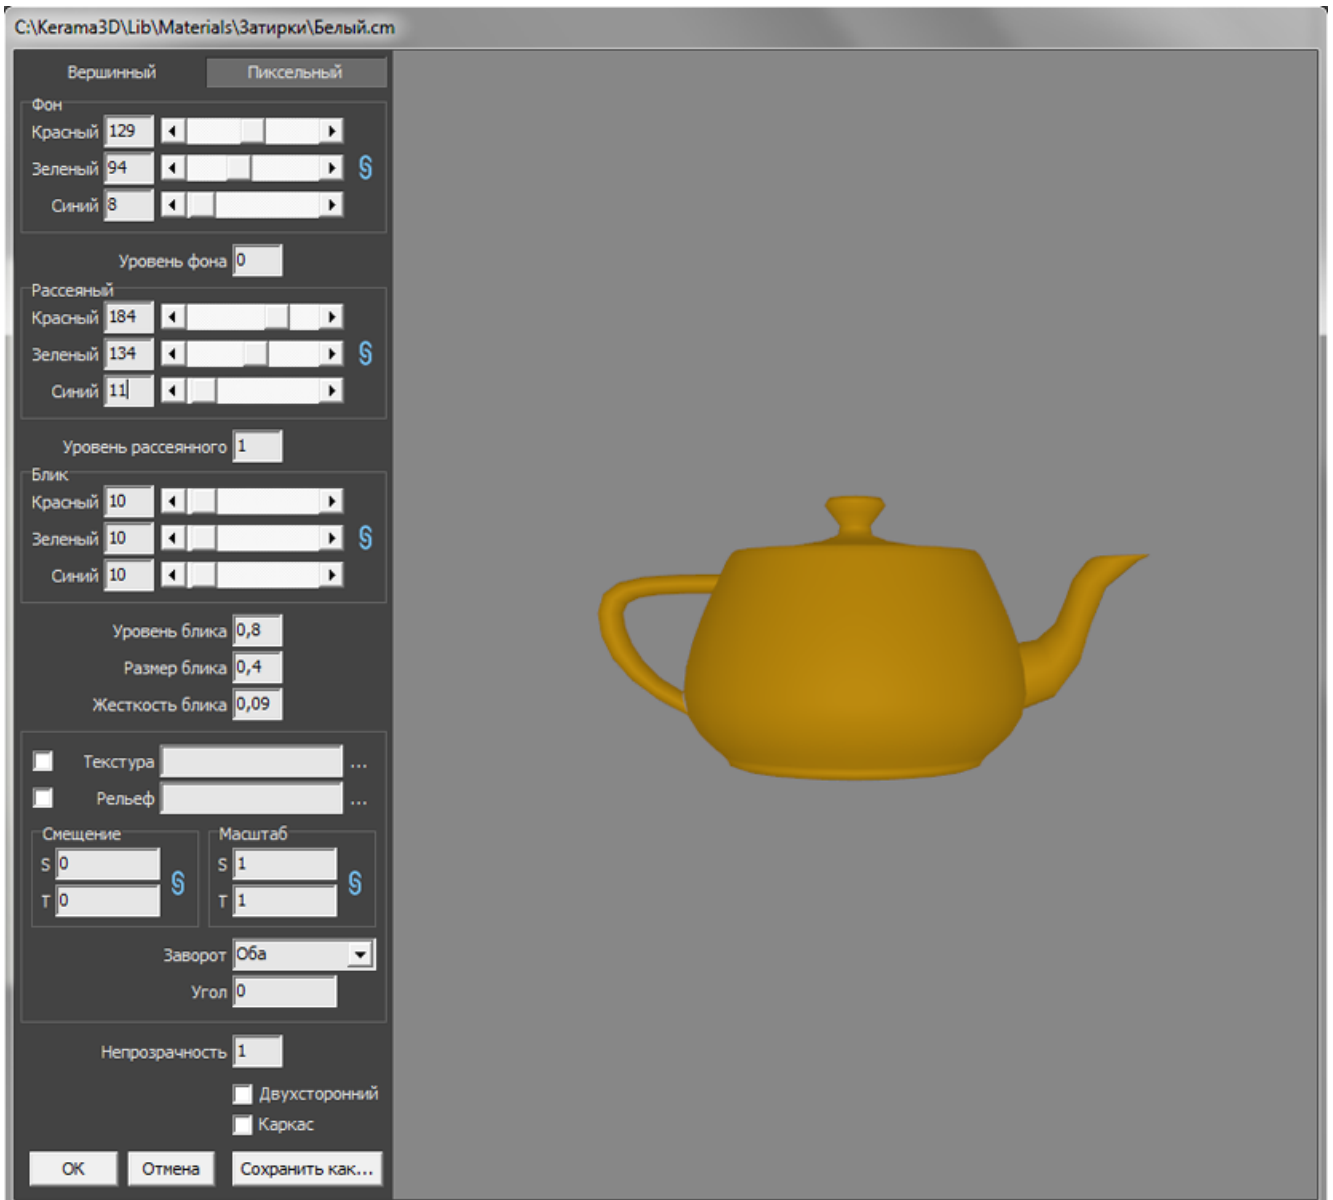 C:\Kerama3D\Lib\Materials\Затирки\Белый.cm
Вершинный Пиксельный
Фон
Красный 129
Зеленый 94
Синий 8
Уровень фона 0
Рассеяный
Красный 184
Зеленый 134
Синий 11
Уровень рассеянного 1
Блик
Красный 10
Зеленый 10
Синий 10
Уровень блика 0,8
Размер блика 0,4
Жесткость блика 0,09
Текстура ...
Рельеф ...
Смещение Масштаб
S 0 S 1
T 0 T 1
Заворот Оба
Угол 0
Непрозрачность 1
Двухсторонний
Каркас
ОК Отмена Сохранить как...